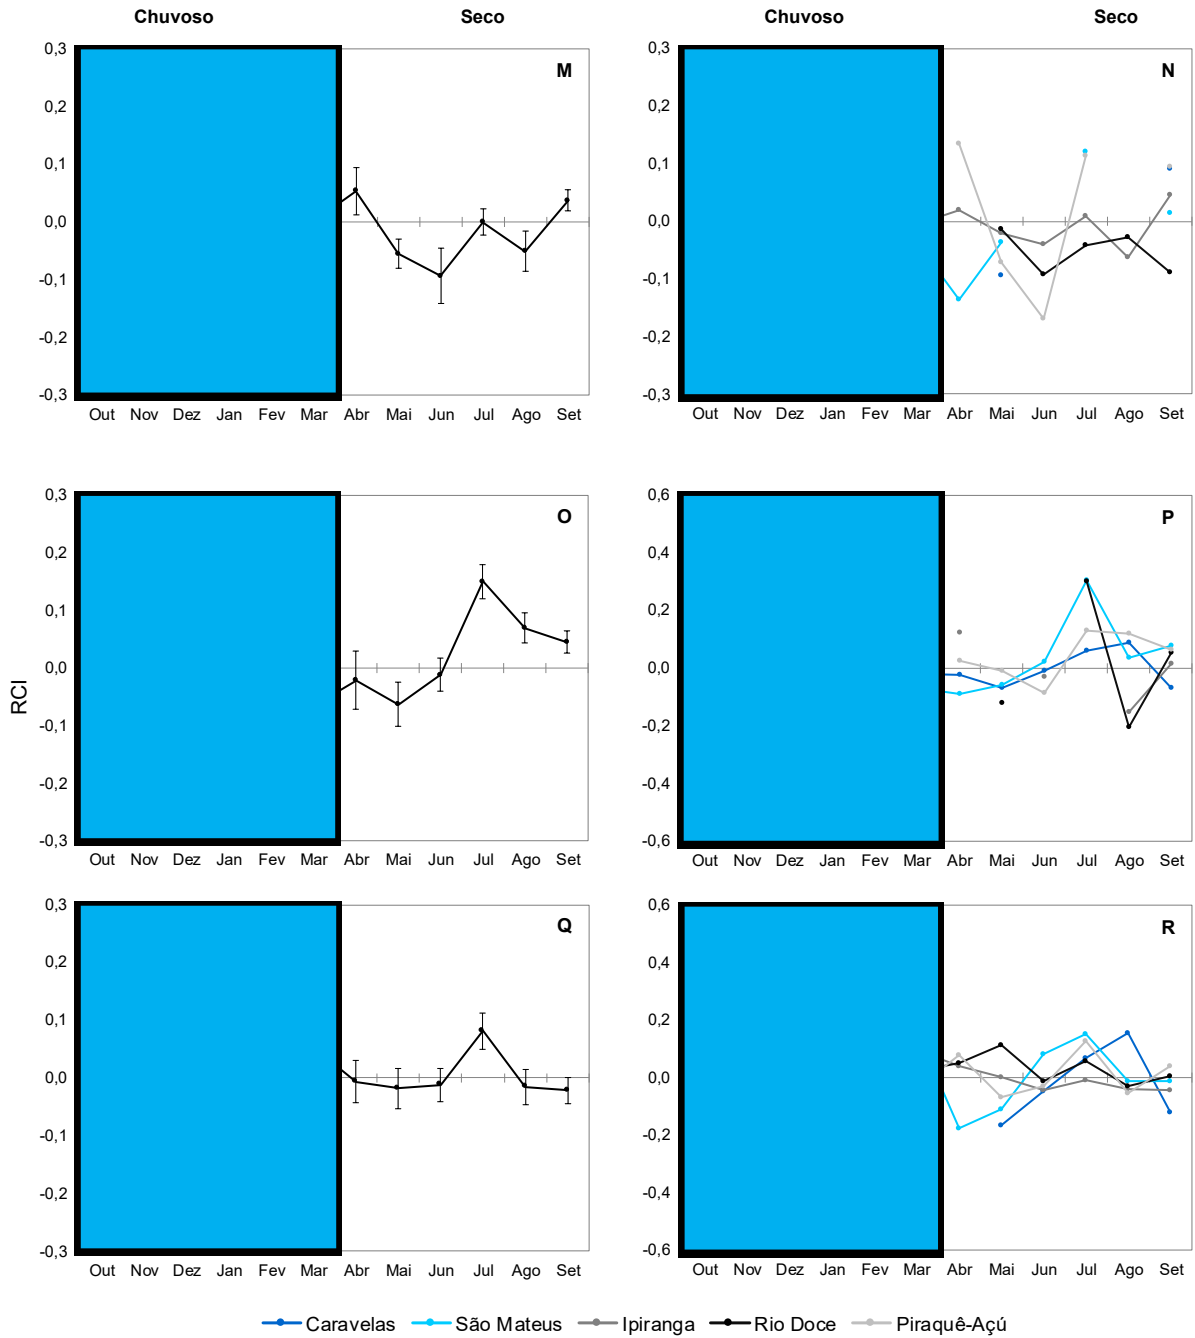 Chuvoso Seco Chuvoso Seco
0,3 M 0,3 N
0,2 0,2
0,1 0,1
0,0 0,0
-0,1 -0,1
-0,2 -0,2
-0,3 -0,3
Out Nov Dez Jan Fev Mar Abr Mai Jun Jul Ago Set Out Nov Dez Jan Fev Mar Abr Mai Jun Jul Ago Set
0,3 O 0,6 P
0,2 0,4
0,1 0,2
0,0 0,0
RCI
-0,1 -0,2
-0,2 -0,4
-0,3 -0,6
Out Nov Dez Jan Fev Mar Abr Mai Jun Jul Ago Set Out Nov Dez Jan Fev Mar Abr Mai Jun Jul Ago Set
0,3 Q 0,6 R
0,2 0,4
0,1 0,2
0,0 0,0
-0,1 -0,2
-0,2 -0,4
-0,3 -0,6
Out Nov Dez Jan Fev Mar Abr Mai Jun Jul Ago Set Out Nov Dez Jan Fev Mar Abr Mai Jun Jul Ago Set
Caravelas São Mateus Ipiranga Rio Doce Piraquê-Açú